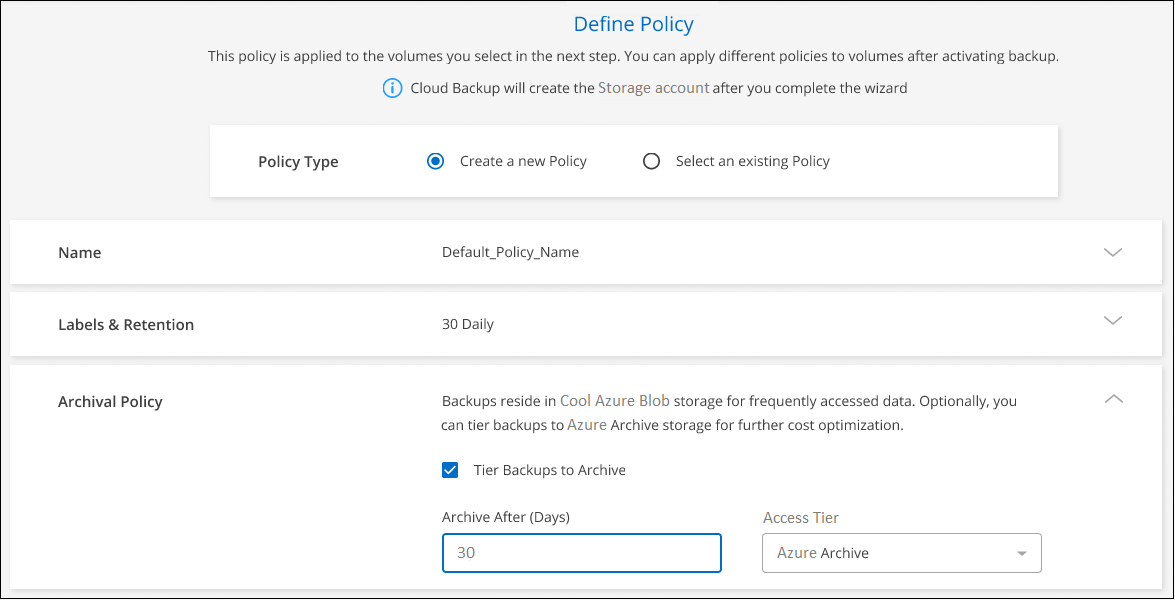 Define Policy
This policy is applied to the volumes you select in the next step. You can apply different policies to volumes after activating backup.
Cloud Backup will create the Storage account after you complete the wizard
Policy Type
Create a new Policy
Select an existing Policy
Name
Default_Policy_Name
Labels & Retention
30 Daily
Archival Policy
Backups reside in Cool Azure Blob storage for frequently accessed data. Optionally, you
can tier backups to Azure Archive storage for further cost optimization.
Tier Backups to Archive
Archive After (Days)
Access Tier
30
Azure Archive